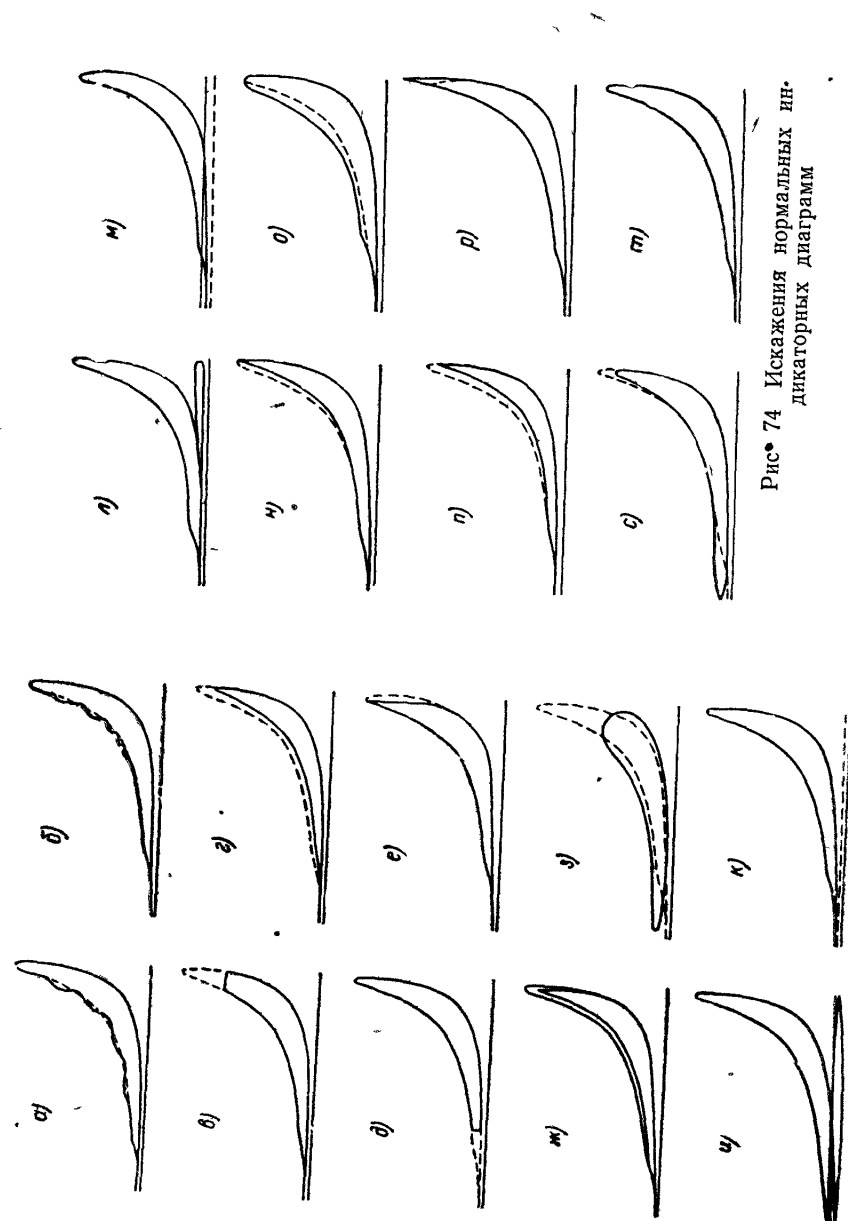 а)
б)
в)
г)
д)
е)
ж)
з)
и)
к)
л)
м)
н)
о)
п)
р)
с)
т)
Рис. 74 Искажения нормальных ин-
дикаторных диаграмм